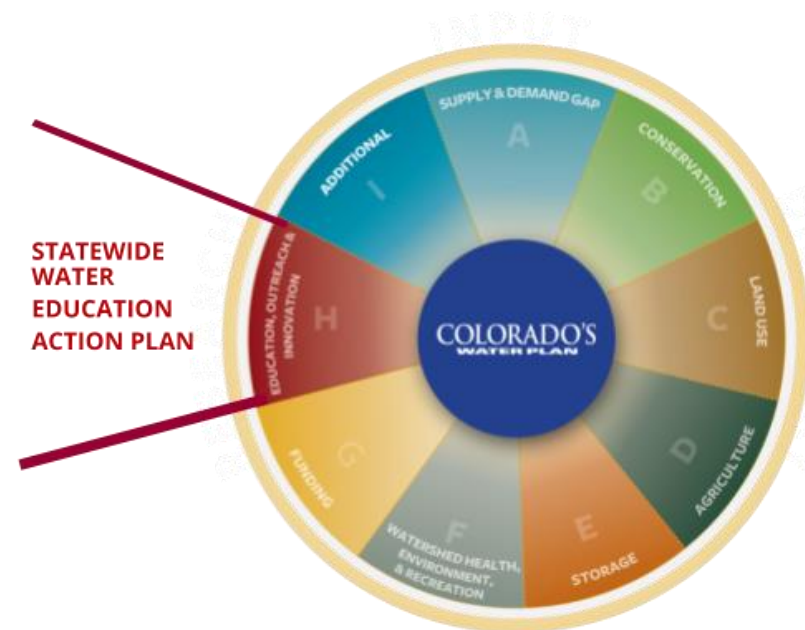 INPUT
SUPPLY & DEMAND GAP
A
CONSERVATION
B
LAND USE
C
AGRICULTURE
D
STORAGE
E
WATERSHED HEALTH,
ENVIRONMENT,
& RECREATION
F
FUNDING
G
EDUCATION, OUTREACH &
INNOVATION
H
ADDITIONAL
I
COLORADO'S
WATER PLAN
STATEWIDE
WATER
EDUCATION
ACTION PLAN